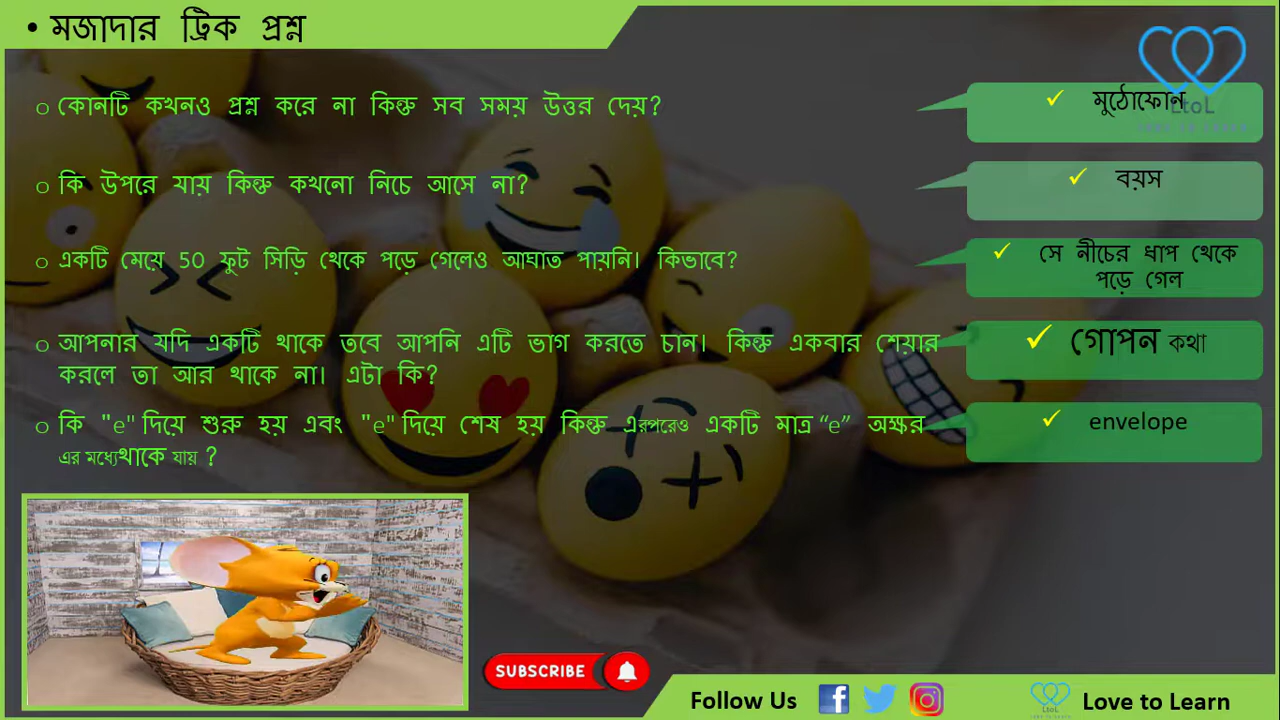 • মজাদার ট্রিক প্রশ্ন
o কোনটি কখনও প্রশ্ন করে না কিন্তু সব সময় উত্তর দেয়?
✓ মুঠোফোন
o কি উপরে যায় কিন্তু কখনো নিচে আসে না?
✓ বয়স
o একটি মেয়ে 50 ফুট সিড়ি থেকে পড়ে গেলেও আঘাত পায়নি। কিভাবে?
✓ সে নীচের ধাপ থেকে
পড়ে গেল
o আপনার যদি একটি থাকে তবে আপনি এটি ভাগ করতে চান। কিন্তু একবার শেয়ার
করলে তা আর থাকে না। এটা কি?
✓ গোপন কথা
o কি "e" দিয়ে শুরু হয় এবং "e" দিয়ে শেষ হয় কিন্তু এরপরেও একটি মাত্র “e” অক্ষর
এর মধ্যেথাকে যায় ?
✓ envelope
LtoL
SUBSCRIBE
Follow Us
LtoL
Love to Learn